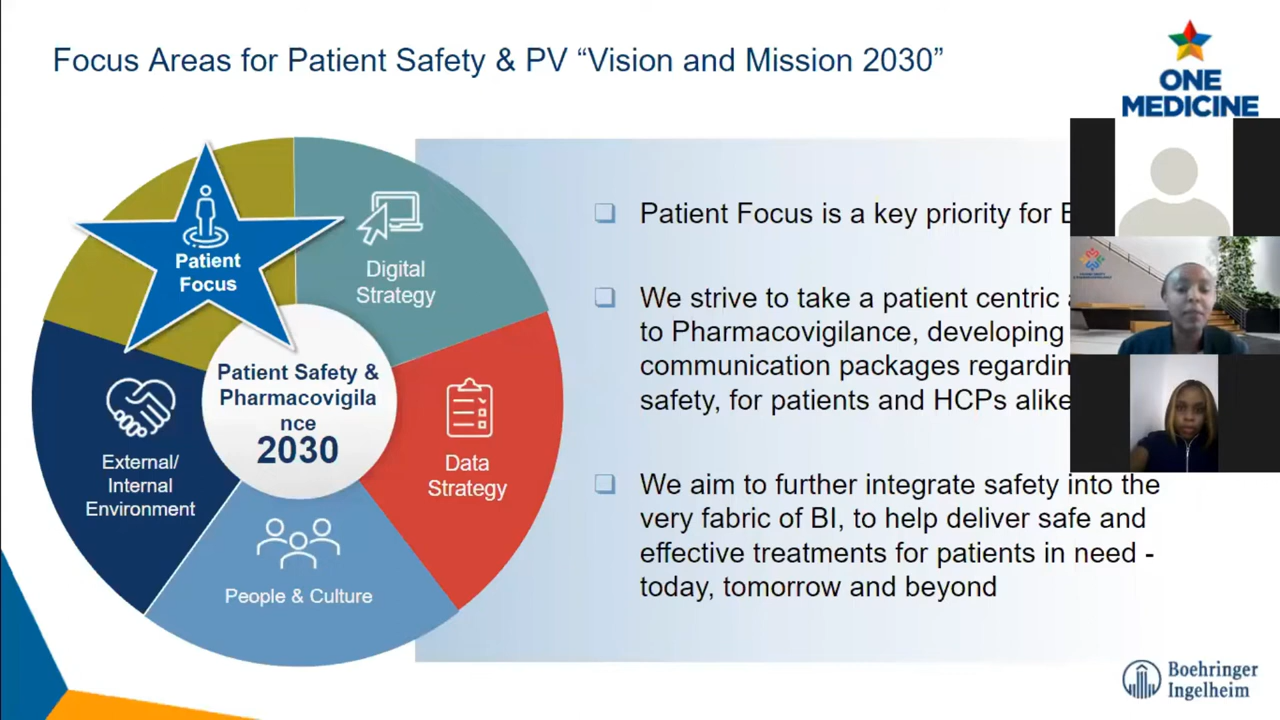 Focus Areas for Patient Safety & PV “Vision and Mission 2030”
ONE
MEDICINE
Patient
Focus
Digital
Strategy
Patient Safety &
Pharmacovigila
nce
2030
Data
Strategy
External/
Internal
Environment
People & Culture
Patient Focus is a key priority for
We strive to take a patient centric
to Pharmacovigilance, developing
communication packages
safety, for patients and HCPs alike
We aim to further integrate safety into the
very fabric of BI, to help deliver safe and
effective treatments for patients in need -
today, tomorrow and beyond
Boehringer
Ingelheim